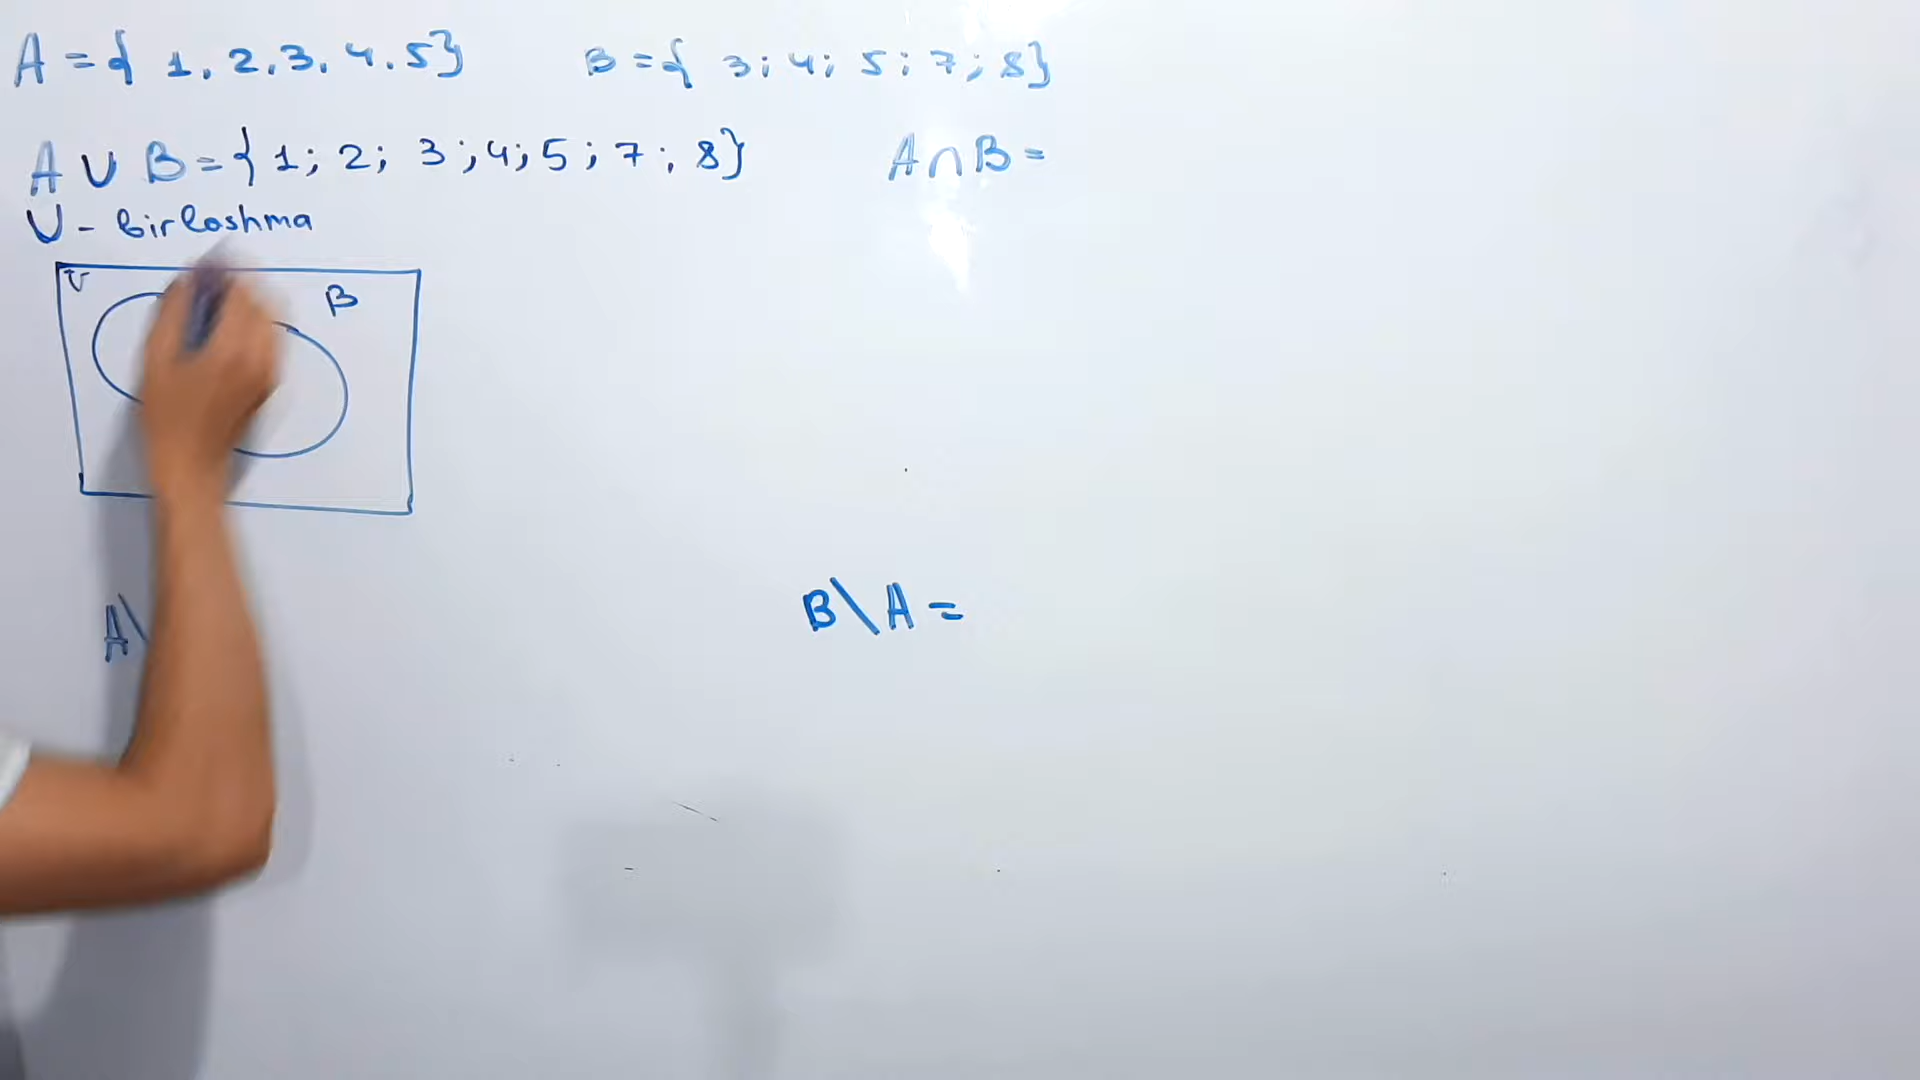 A = { 1, 2, 3, 4, 5} B = { 3; 4; 5; 7; 8}
A ∪ B = {1; 2; 3; 4; 5; 7; 8} A ∩ B =
U - birlashma
U B
A\ B\A =